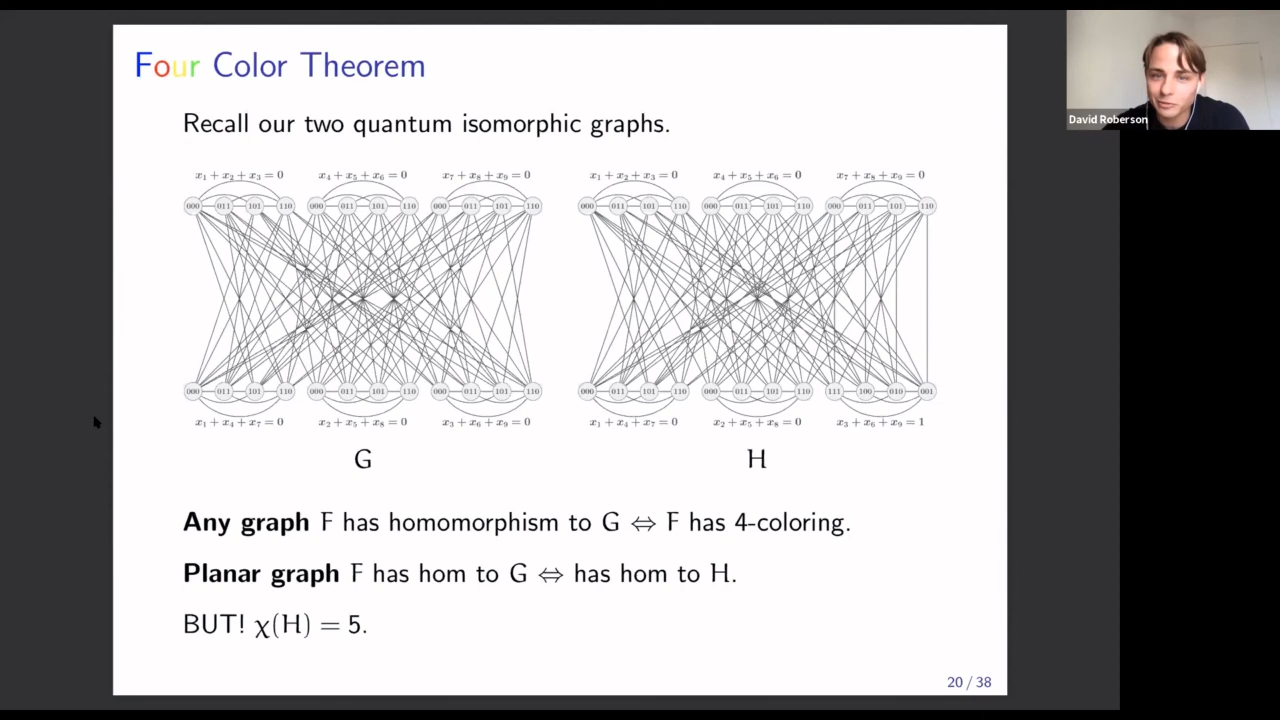 Four Color Theorem
David Roberson
Recall our two quantum isomorphic graphs.
x₁ + x₂ + x₃ = 0 x₄ + x₅ + x₆ = 0 x₇ + x₈ + x₉ = 0 x₁ + x₂ + x₃ = 0 x₄ + x₅ + x₆ = 0 x₇ + x₈ + x₉ = 0
000 011 101 110 000 011 101 110 000 011 101 110 000 011 101 110 000 011 101 110 000 011 101 110
000 011 101 110 000 011 101 110 000 011 101 110 000 011 101 110 000 011 101 110 111 100 010 001
x₁ + x₄ + x₇ = 0 x₂ + x₅ + x₈ = 0 x₃ + x₆ + x₉ = 0 x₁ + x₄ + x₇ = 0 x₂ + x₅ + x₈ = 0 x₃ + x₆ + x₉ = 1
G H
Any graph F has homomorphism to G ⇔ F has 4-coloring.
Planar graph F has hom to G ⇔ has hom to H.
BUT! χ(H) = 5.
20 / 38